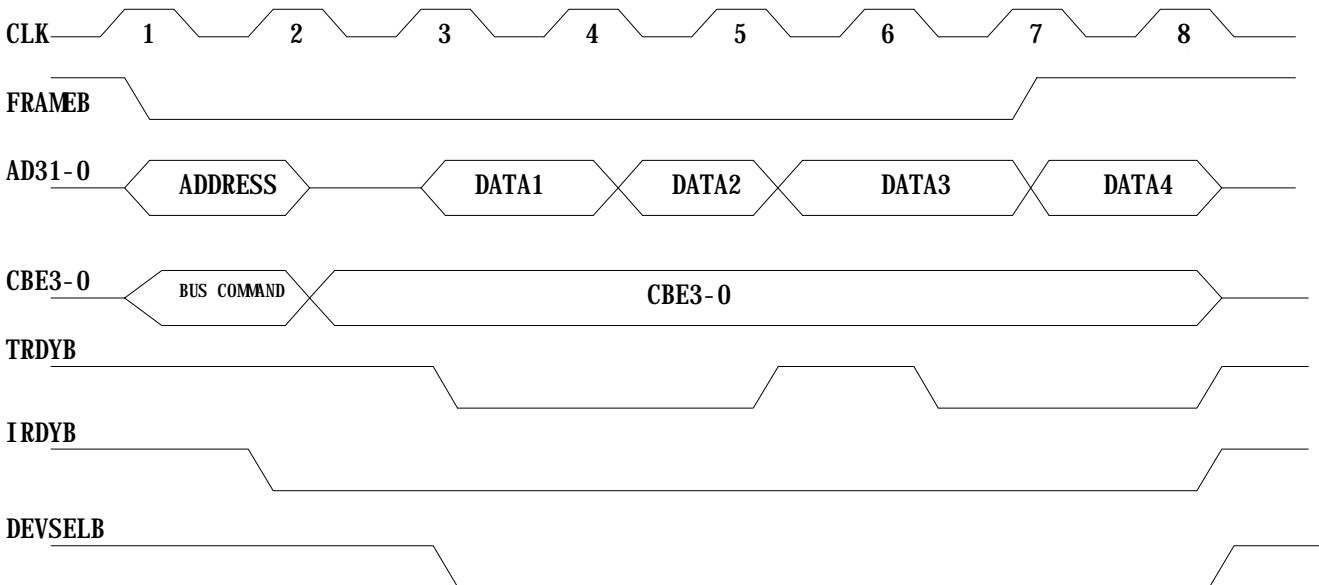 CLK 1 2 3 4 5 6 7 8
FRAMEB
AD31-0 ADDRESS DATA1 DATA2 DATA3 DATA4
CBE3-0 BUS COMMAND CBE3-0
TRDYB
IRDYB
DEVSELB